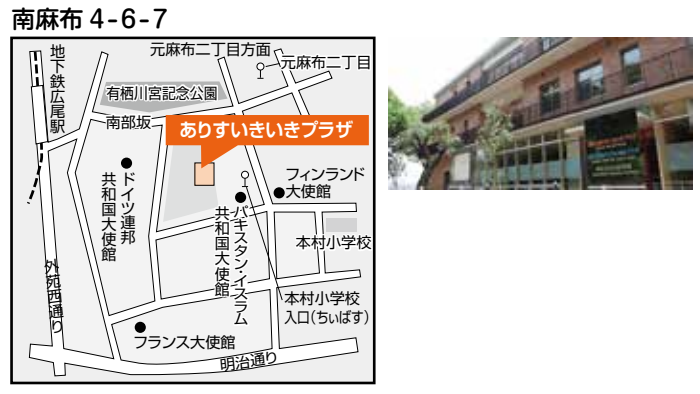 南麻布 4-6-7
地下鉄広尾駅
元麻布二丁目方面
元麻布二丁目
有栖川宮記念公園
南部坂
ありすいきいきプラザ
フィンランド
大使館
ドイツ連邦
共和国大使館
パキスタン・イスラム
共和国大使館
本村小学校
外苑西通り
本村小学校
入口(ちぃばす)
フランス大使館
明治通り